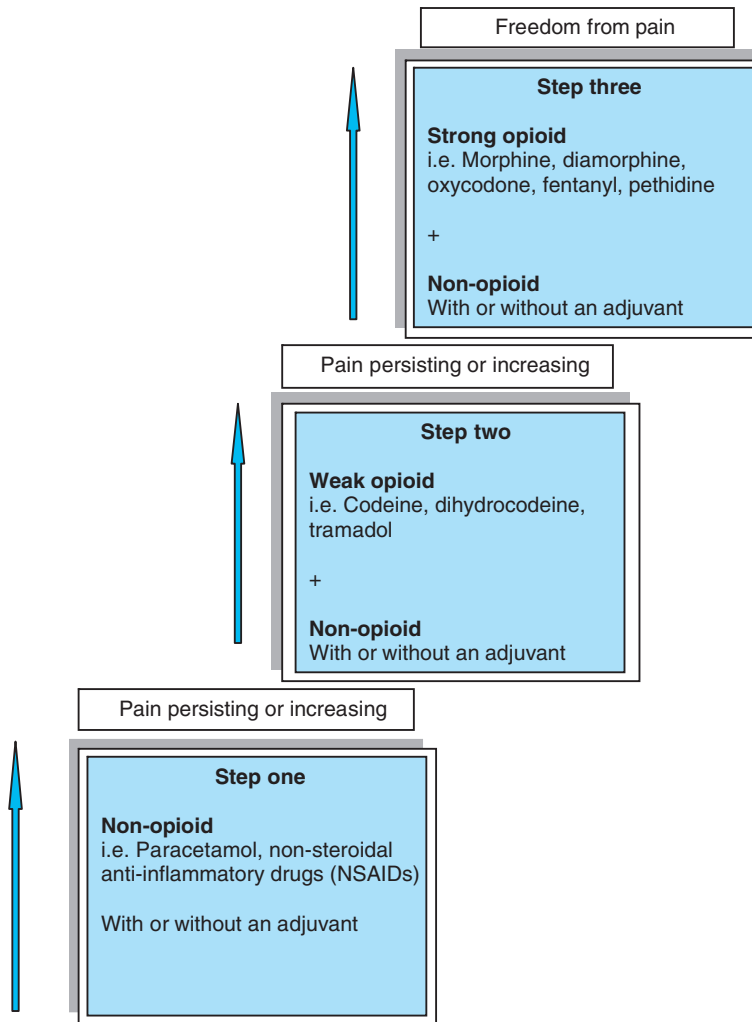 Freedom from pain
Step three
Strong opioid
i.e. Morphine, diamorphine,
oxycodone, fentanyl, pethidine
+
Non-opioid
With or without an adjuvant
Pain persisting or increasing
Step two
Weak opioid
i.e. Codeine, dihydrocodeine,
tramadol
+
Non-opioid
With or without an adjuvant
Pain persisting or increasing
Step one
Non-opioid
i.e. Paracetamol, non-steroidal
anti-inflammatory drugs (NSAIDs)
With or without an adjuvant